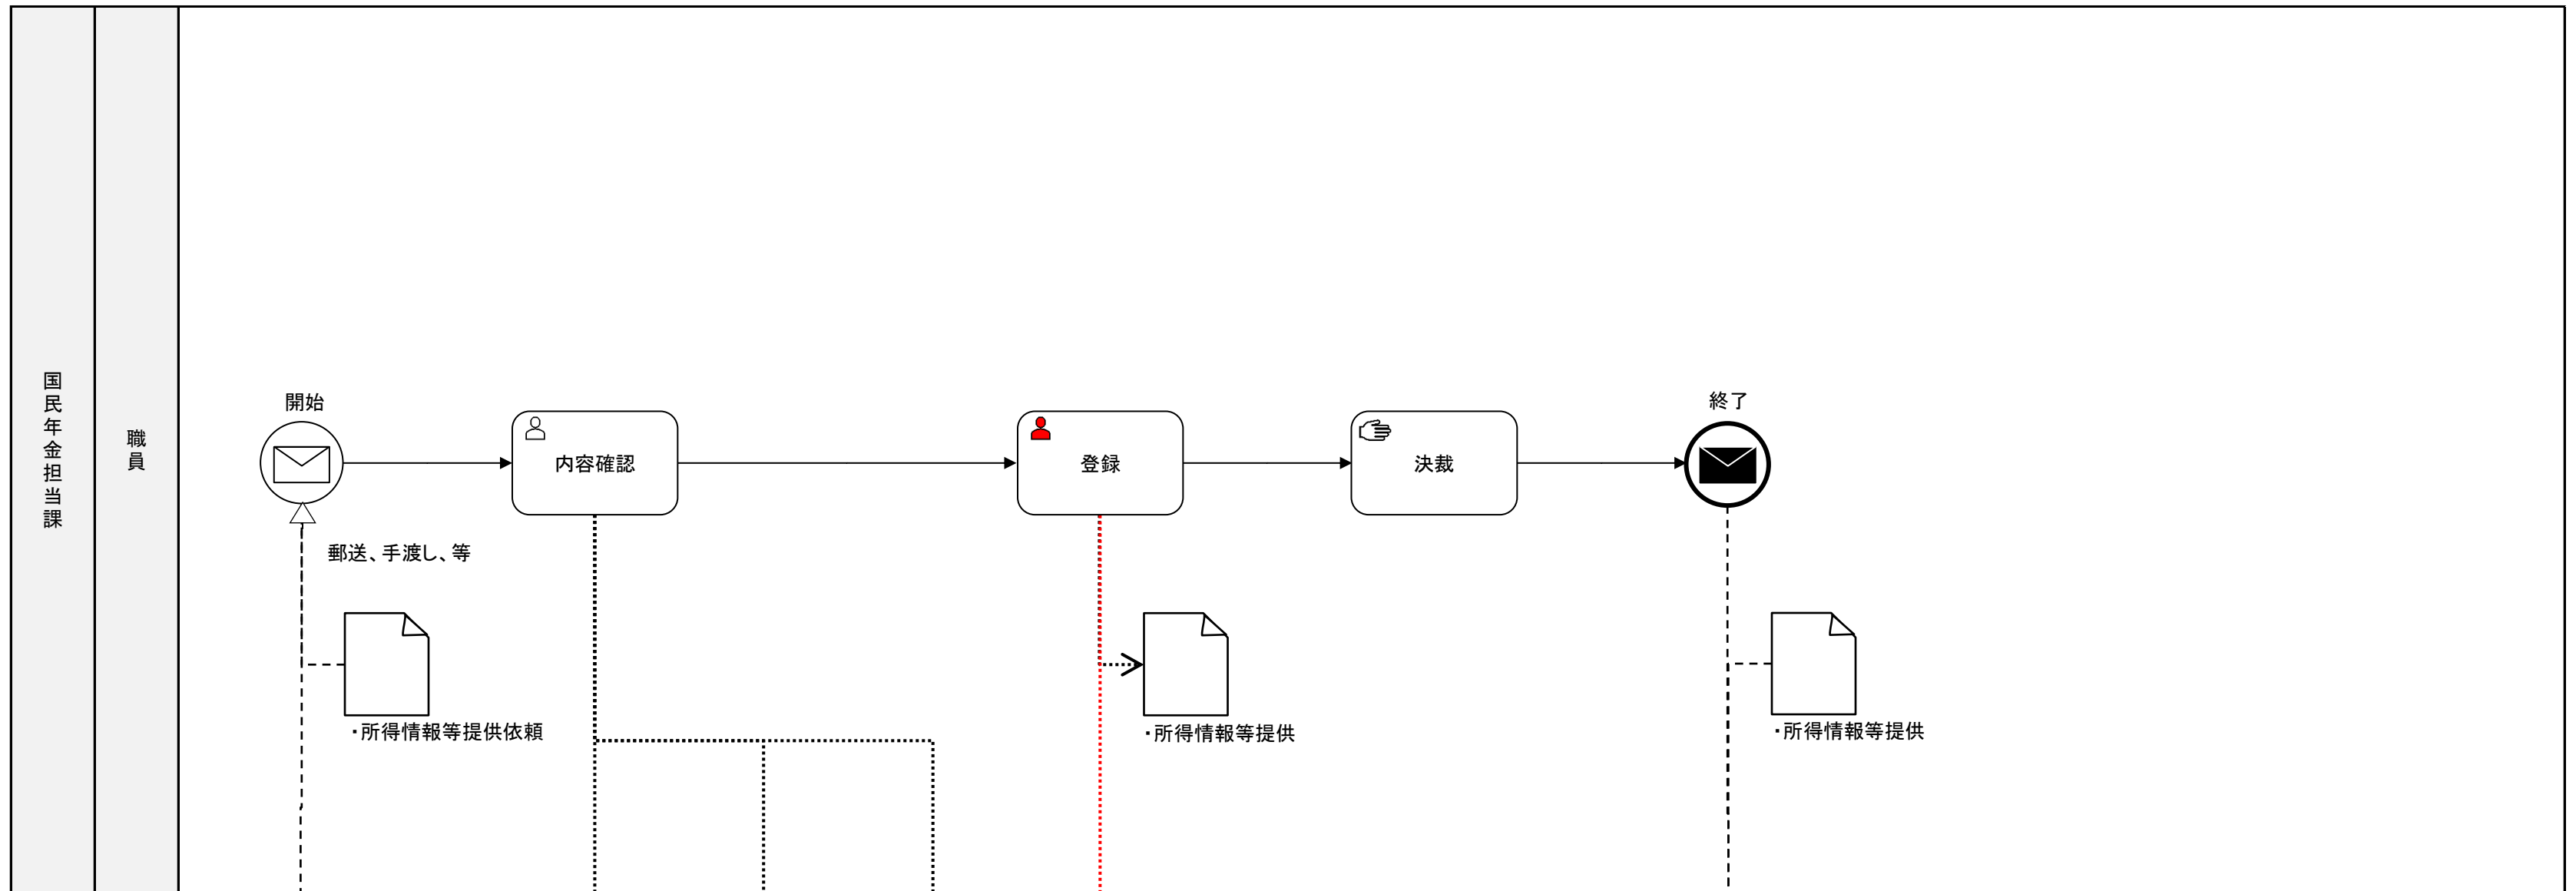 国民年金担当課
職員
開始
郵送、手渡し、等
・所得情報等提供依頼
内容確認
登録
・所得情報等提供
決裁
終了
・所得情報等提供